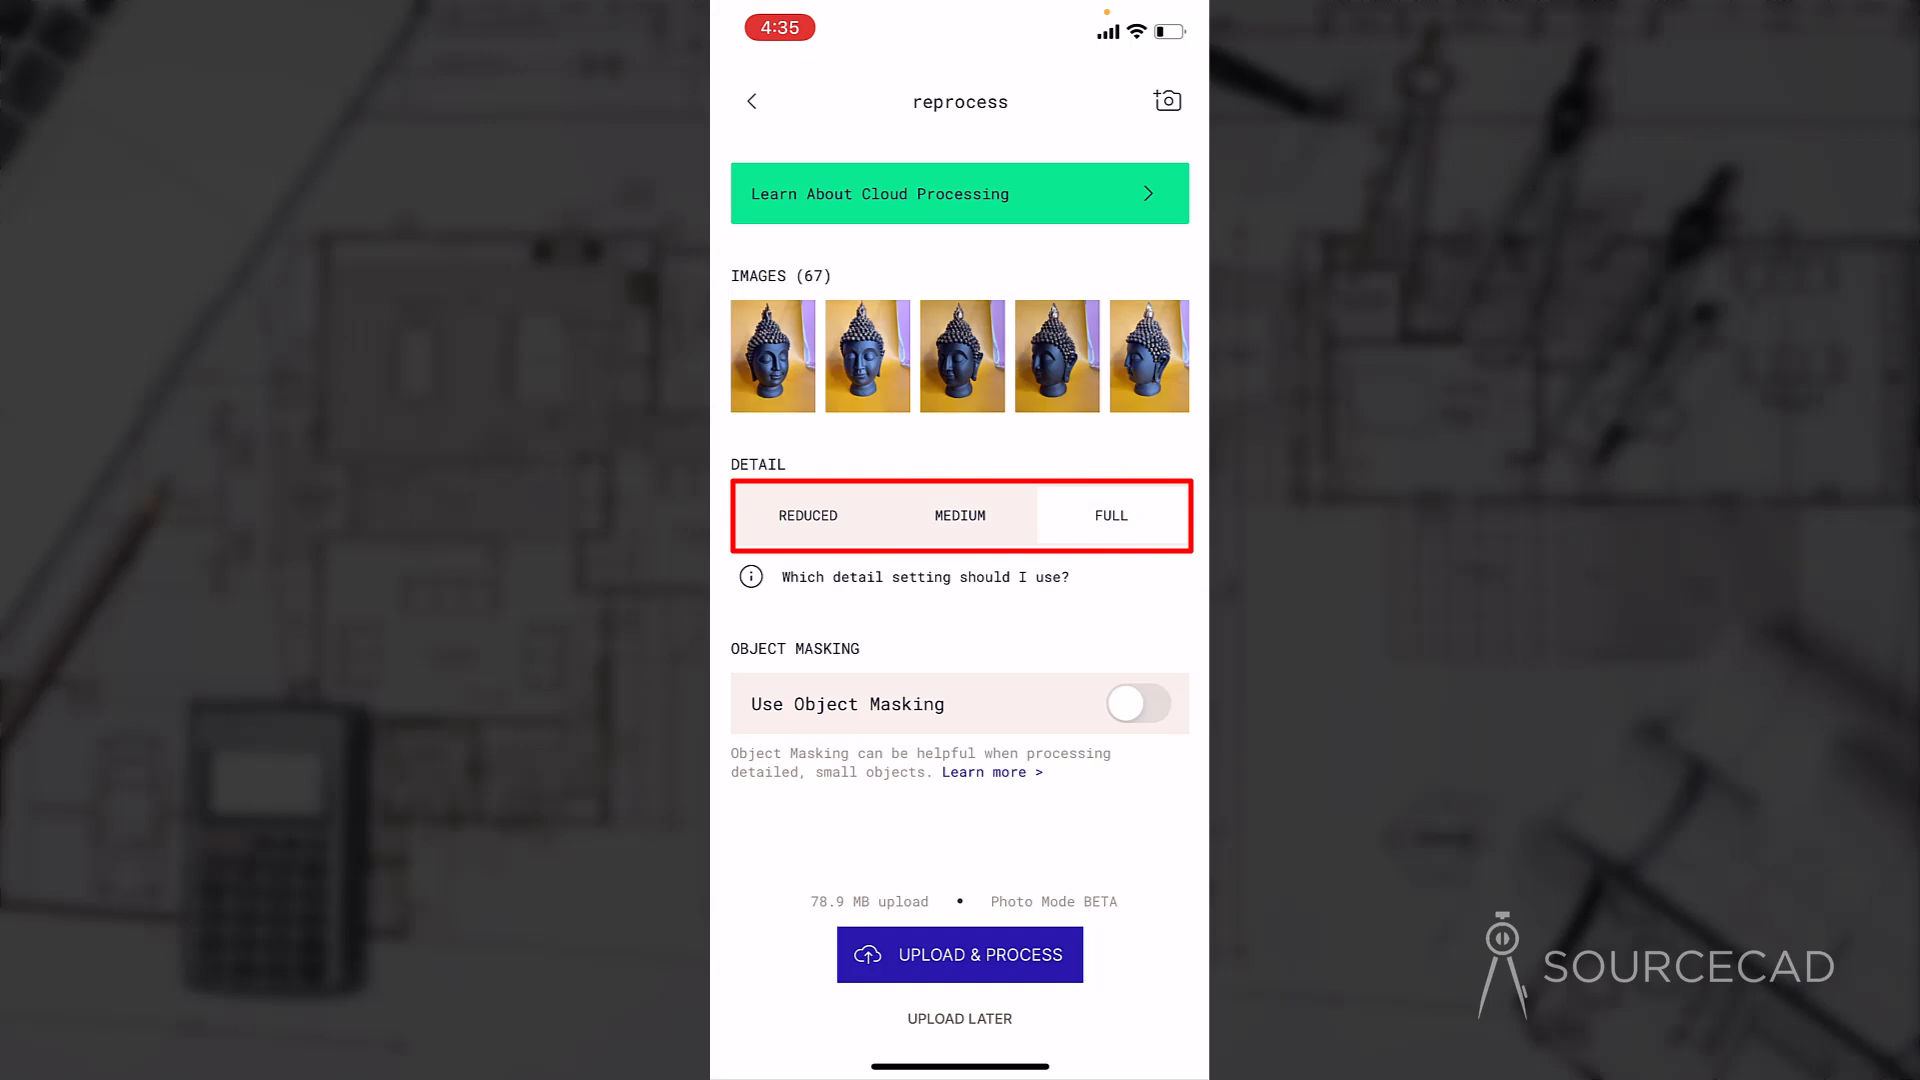 4:35
reprocess
Learn About Cloud Processing
IMAGES (67)
DETAIL
REDUCED MEDIUM FULL
Which detail setting should I use?
OBJECT MASKING
Use Object Masking
Object Masking can be helpful when processing
detailed, small objects. Learn more >
78.9 MB upload • Photo Mode BETA
UPLOAD & PROCESS
UPLOAD LATER
SOURCECAD